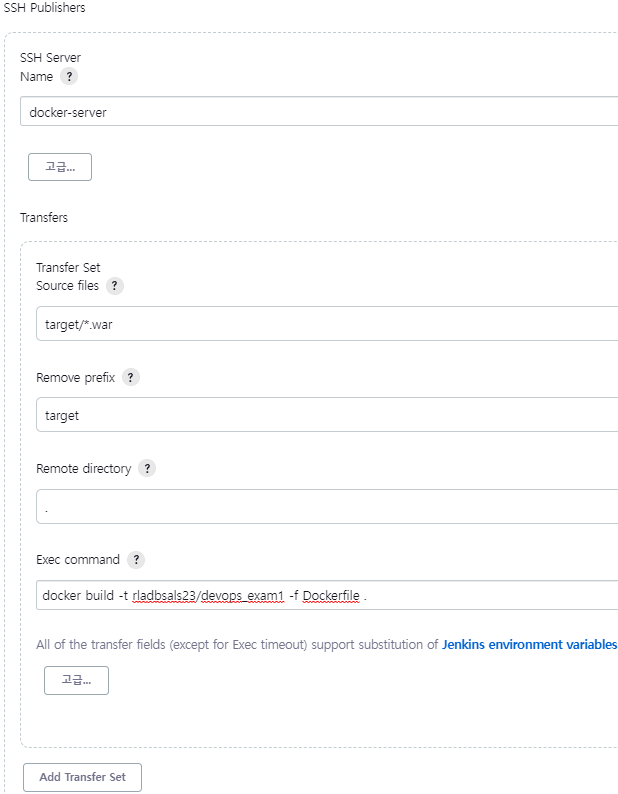 SSH Publishers
SSH Server
Name ?
docker-server
고급...
Transfers
Transfer Set
Source files ?
target/*.war
Remove prefix ?
target
Remote directory ?
.
Exec command ?
docker build -t rladbsals23/devops_exam1 -f Dockerfile .
All of the transfer fields (except for Exec timeout) support substitution of Jenkins environment variables
고급...
Add Transfer Set